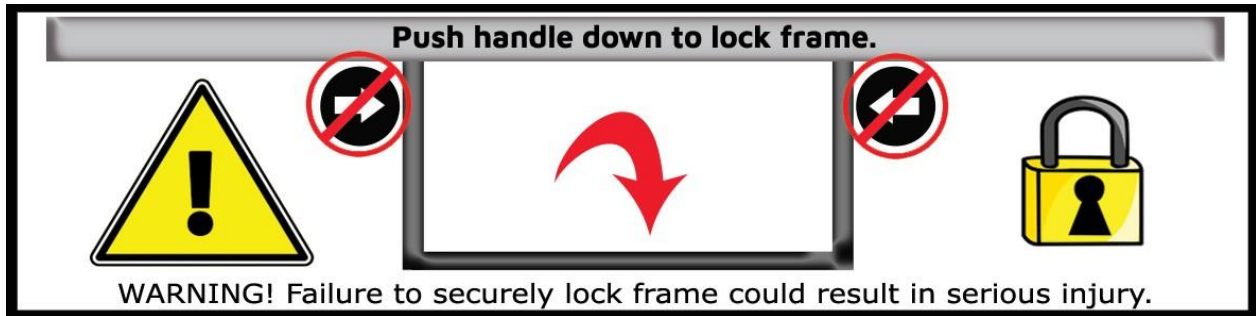 Push handle down to lock frame.
WARNING! Failure to securely lock frame could result in serious injury.